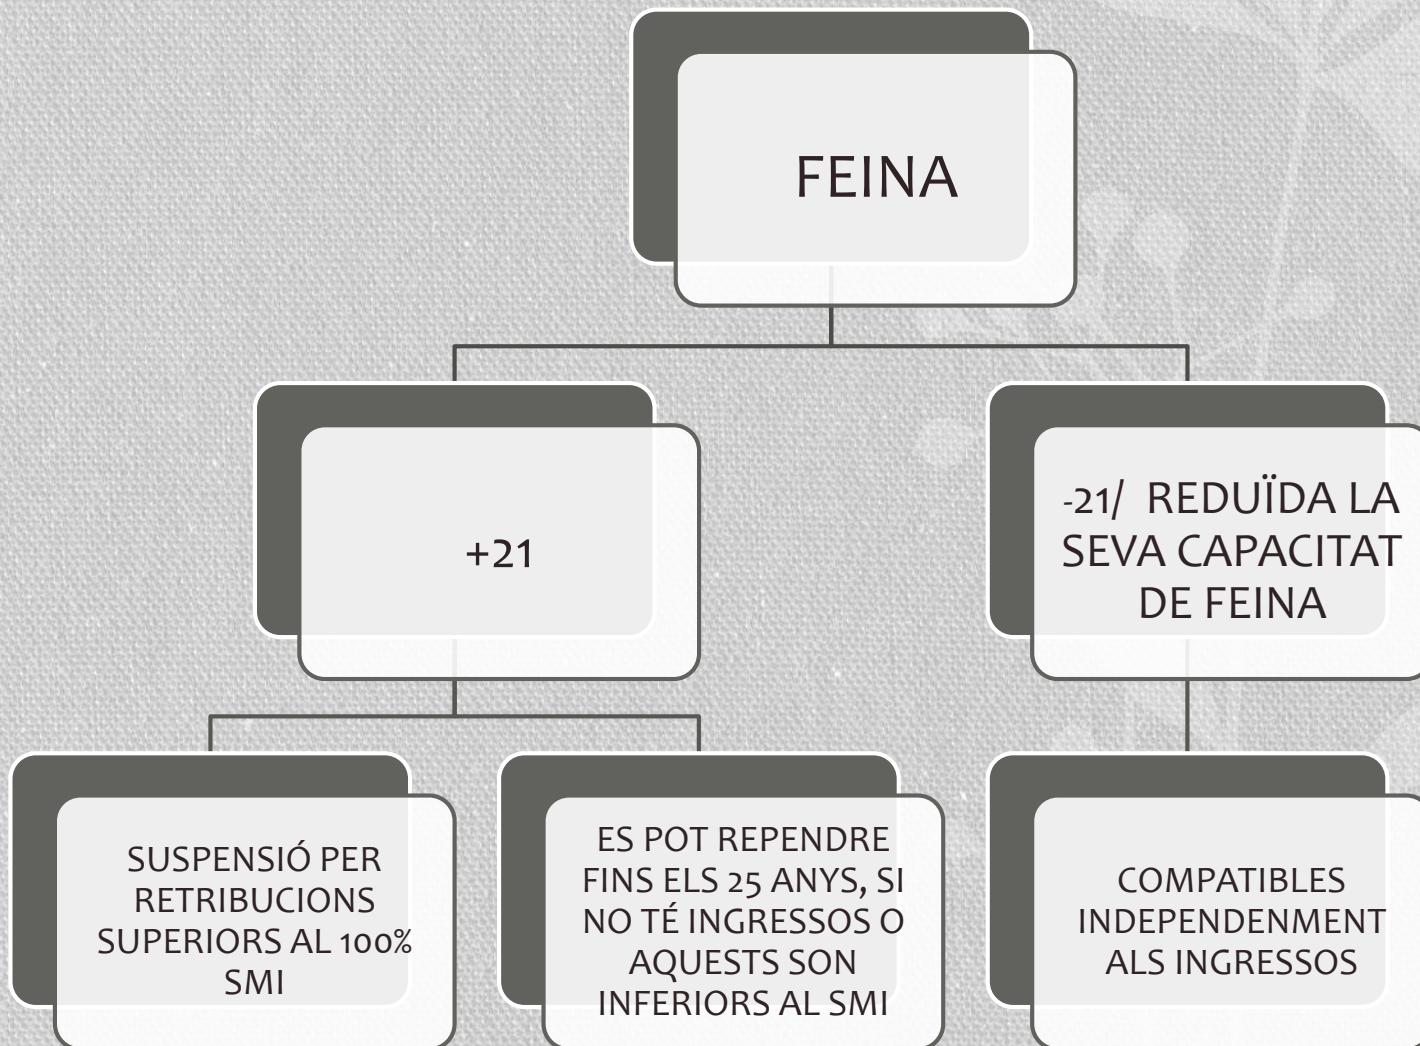 FEINA
+21
-21/  REDUÏDA LA
SEVA CAPACITAT
DE FEINA
SUSPENSIÓ PER
RETRIBUCIONS
SUPERIORS AL 100%
SMI
ES POT REPENDRE
FINS ELS 25 ANYS, SI
NO TÉ INGRESSOS O
AQUESTS SON
INFERIORS AL SMI
COMPATIBLES
INDEPENDENMENT
ALS INGRESSOS